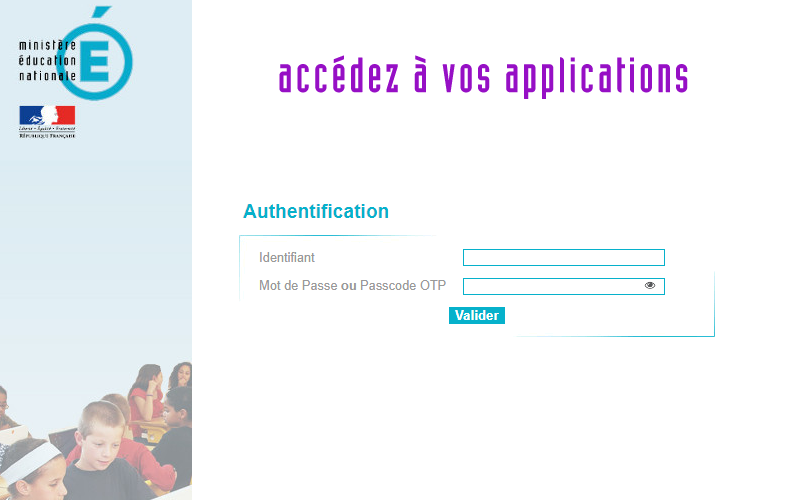 ministère
éducation
nationale
É
Liberté • Égalité • Fraternité
RÉPUBLIQUE FRANÇAISE
accédez à vos applications
Authentification
Identifiant
Mot de Passe ou Passcode OTP
Valider